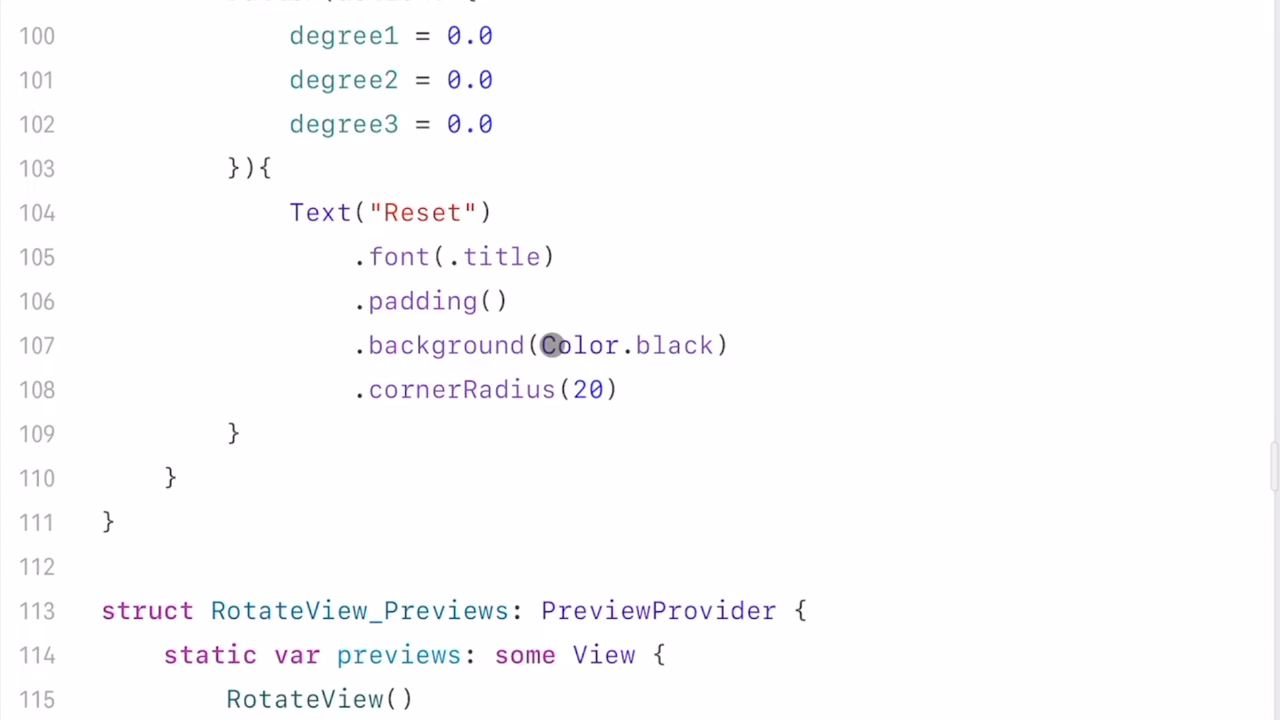 100 degree1 = 0.0
101 degree2 = 0.0
102 degree3 = 0.0
103 }){
104 Text("Reset")
105 .font(.title)
106 .padding()
107 .background(Color.black)
108 .cornerRadius(20)
109 }
110 }
111 }
112
113 struct RotateView_Previews: PreviewProvider {
114 static var previews: some View {
115 RotateView()